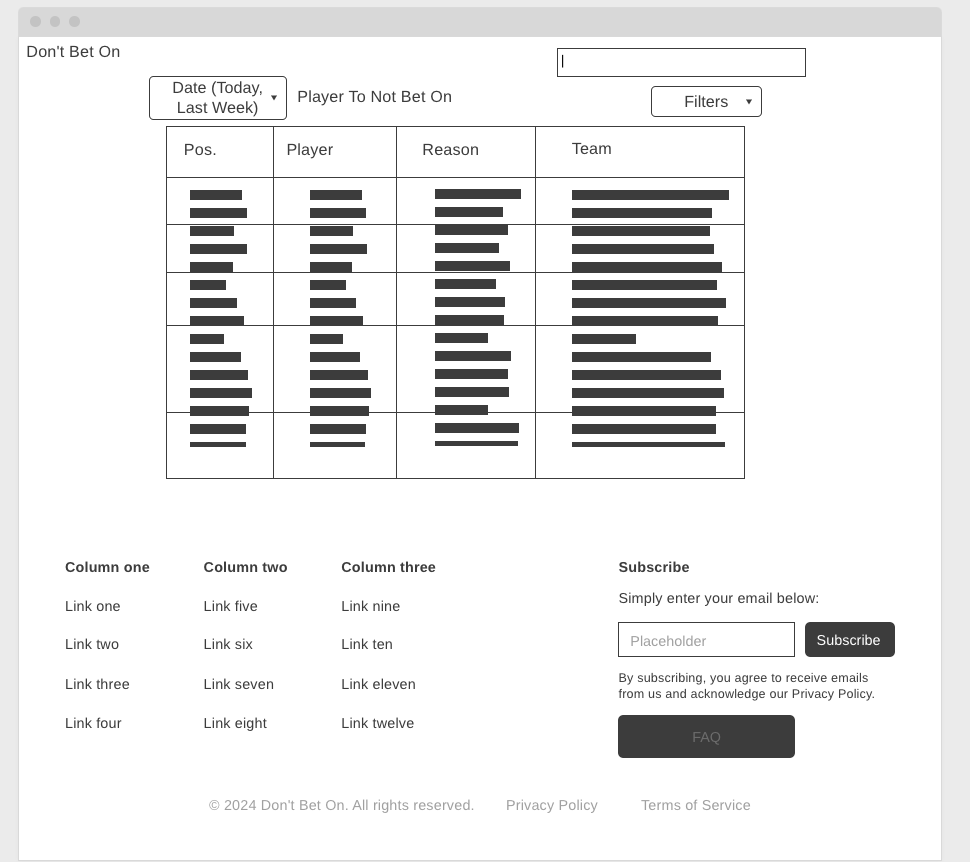 Don't Bet On
Date (Today,
Last Week)
Player To Not Bet On
Filters
Pos.
Player
Reason
Team
Column one
Column two
Column three
Subscribe
Link one
Link five
Link nine
Simply enter your email below:
Link two
Link six
Link ten
Placeholder
Subscribe
Link three
Link seven
Link eleven
By subscribing, you agree to receive emails
from us and acknowledge our Privacy Policy.
Link four
Link eight
Link twelve
FAQ
© 2024 Don't Bet On. All rights reserved.
Privacy Policy
Terms of Service